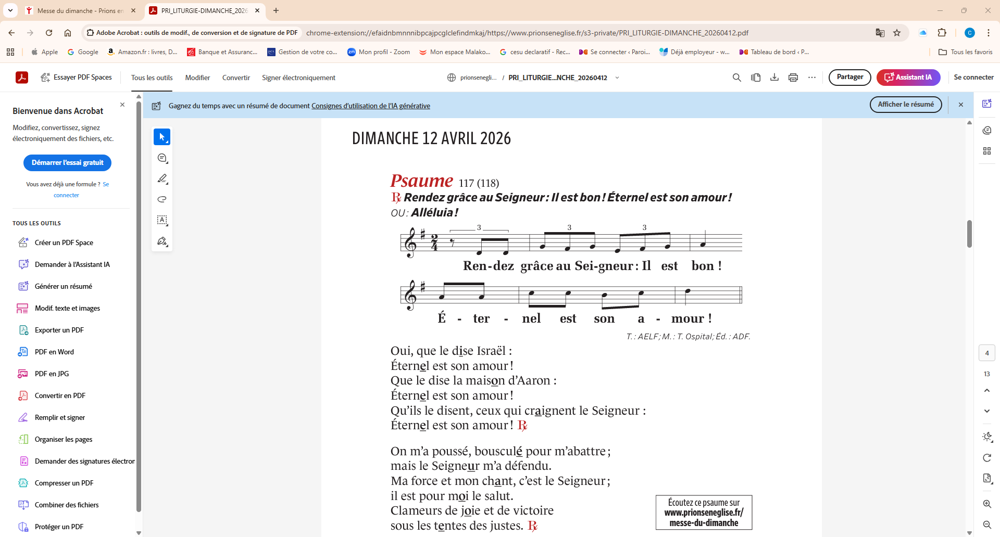 Messe du dimanche - Prions en
PRI_LITURGIE-DIMANCHE_2026
Adobe Acrobat : outils de modif., de conversion et de signature de PDF
chrome-extension://efaidnbmnnnibpcajpcglclefindmkaj/https://www.prionseneglise.fr/s3-private/PRI_LITURGIE-DIMANCHE_20260412.pdf
C
Apple
Google
Amazon.fr : livres, D...
Banque et Assuranc...
Gestion de votre co...
Mon profil - Zoom
Mon espace Malako...
cesu declaratif - Rec...
Se connecter ‹ Paroi...
Déjà employeur - w...
Tableau de bord ‹ P...
Tous les favoris
Essayer PDF Spaces
Tous les outils
Modifier
Convertir
Signer électroniquement
prionsenegli... / PRI_LITURGIE...NCHE_20260412
Partager
Assistant IA
Se connecter
Bienvenue dans Acrobat
Modifiez, convertissez, signez
électroniquement des fichiers, etc.
Démarrer l'essai gratuit
Vous avez déjà une formule ? Se
connecter
TOUS LES OUTILS
Créer un PDF Space
Demander à l'Assistant IA
Générer un résumé
Modif. texte et images
Exporter un PDF
PDF en Word
PDF en JPG
Convertir en PDF
Remplir et signer
Organiser les pages
Demander des signatures électron
Compresser un PDF
Combiner des fichiers
Protéger un PDF
Gagnez du temps avec un résumé de document Consignes d'utilisation de l'IA générative
Afficher le résumé
DIMANCHE 12 AVRIL 2026
Psaume 117 (118)
℟ Rendez grâce au Seigneur : Il est bon ! Éternel est son amour !
OU : Alléluia !
3 3 3
2
4
Ren-dez grâce au Sei-gneur : Il est bon !
É - ter - nel est son a - mour !
T. : AELF ; M. : T. Ospital ; Éd. : ADF.
Oui, que le dise Israël :
Éternel est son amour !
Que le dise la maison d'Aaron :
Éternel est son amour !
Qu'ils le disent, ceux qui craignent le Seigneur :
Éternel est son amour ! ℟
On m'a poussé, bousculé pour m'abattre ;
mais le Seigneur m'a défendu.
Ma force et mon chant, c'est le Seigneur ;
il est pour moi le salut.
Clameurs de joie et de victoire
sous les tentes des justes. ℟
Écoutez ce psaume sur
www.prionseneglise.fr/
messe-du-dimanche
4
13